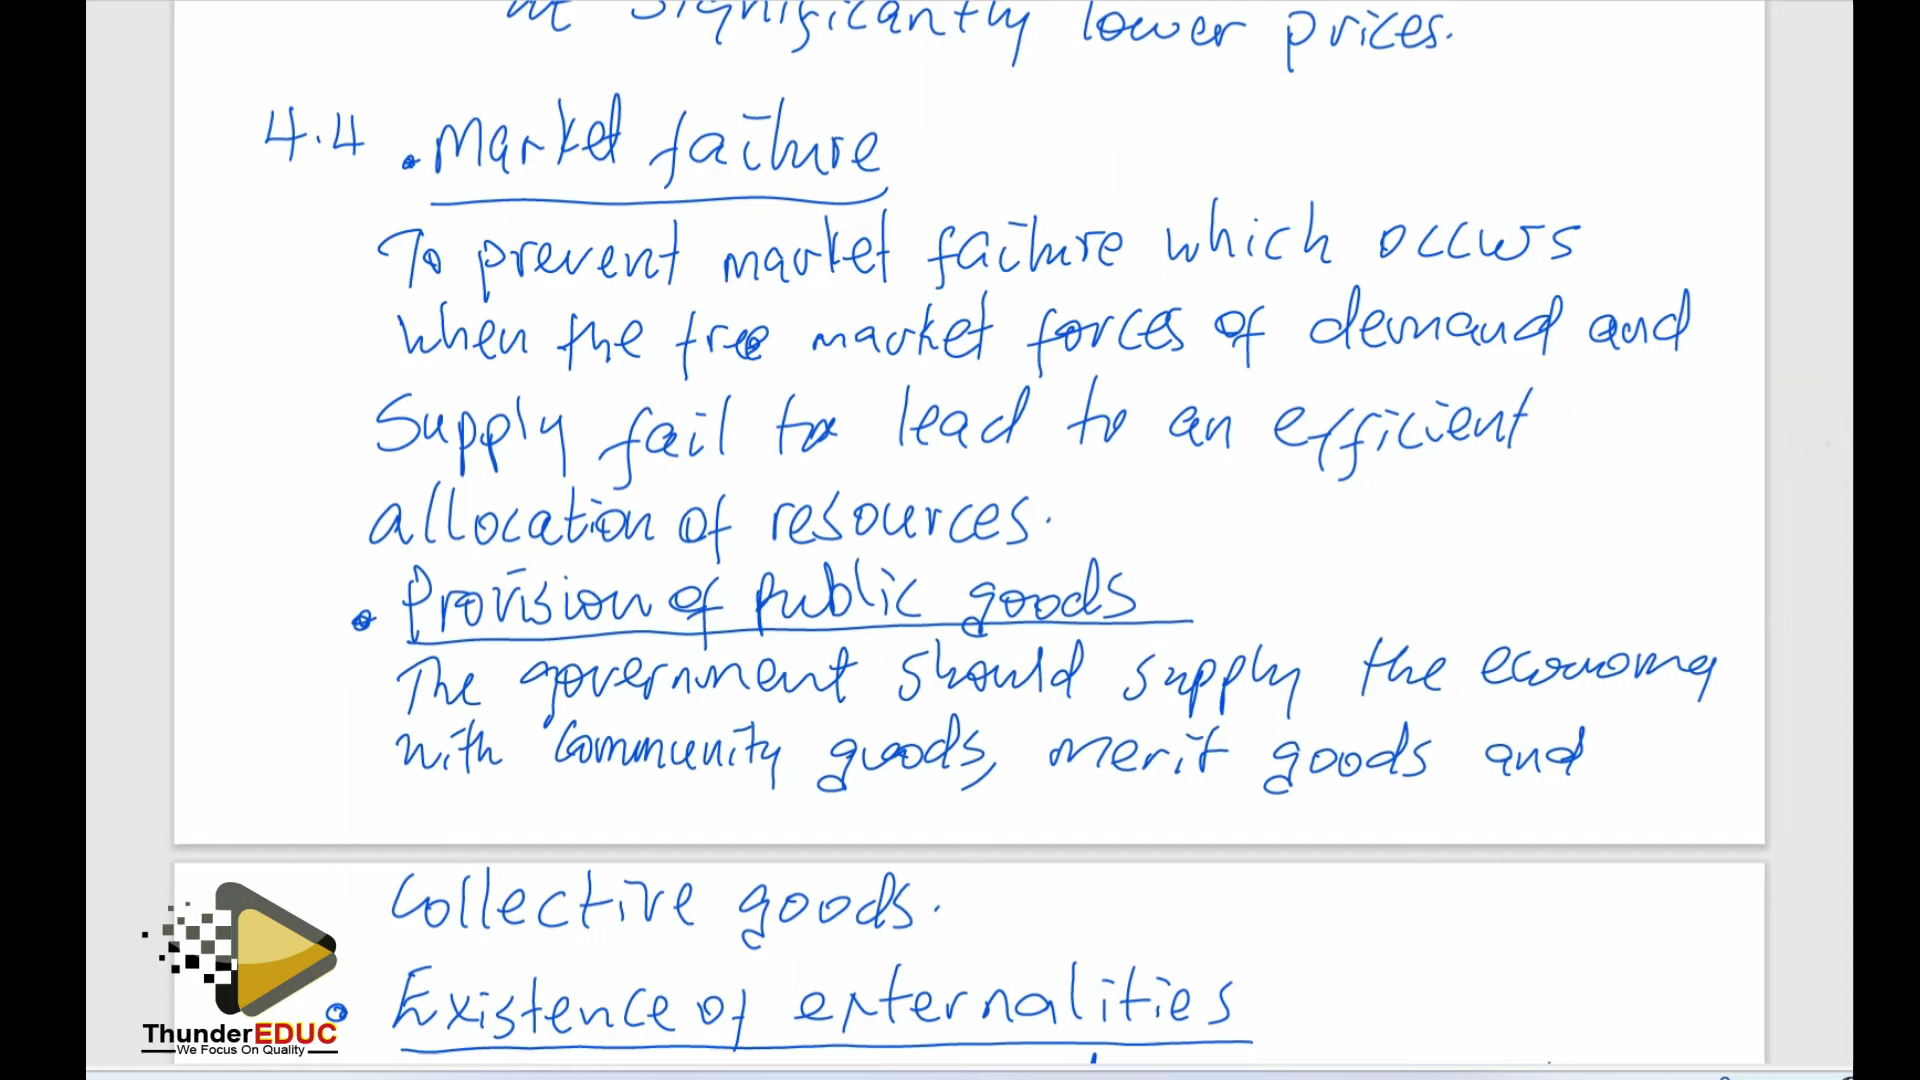 at significantly lower prices.
4.4 . Market failure
To prevent market failure which occurs
when the free market forces of demand and
Supply fail to lead to an efficient
allocation of resources.
• Provision of public goods
The government should supply the economy
with community goods, merit goods and
Collective goods.
• Existence of externalities
ThunderEDUC
We Focus On Quality